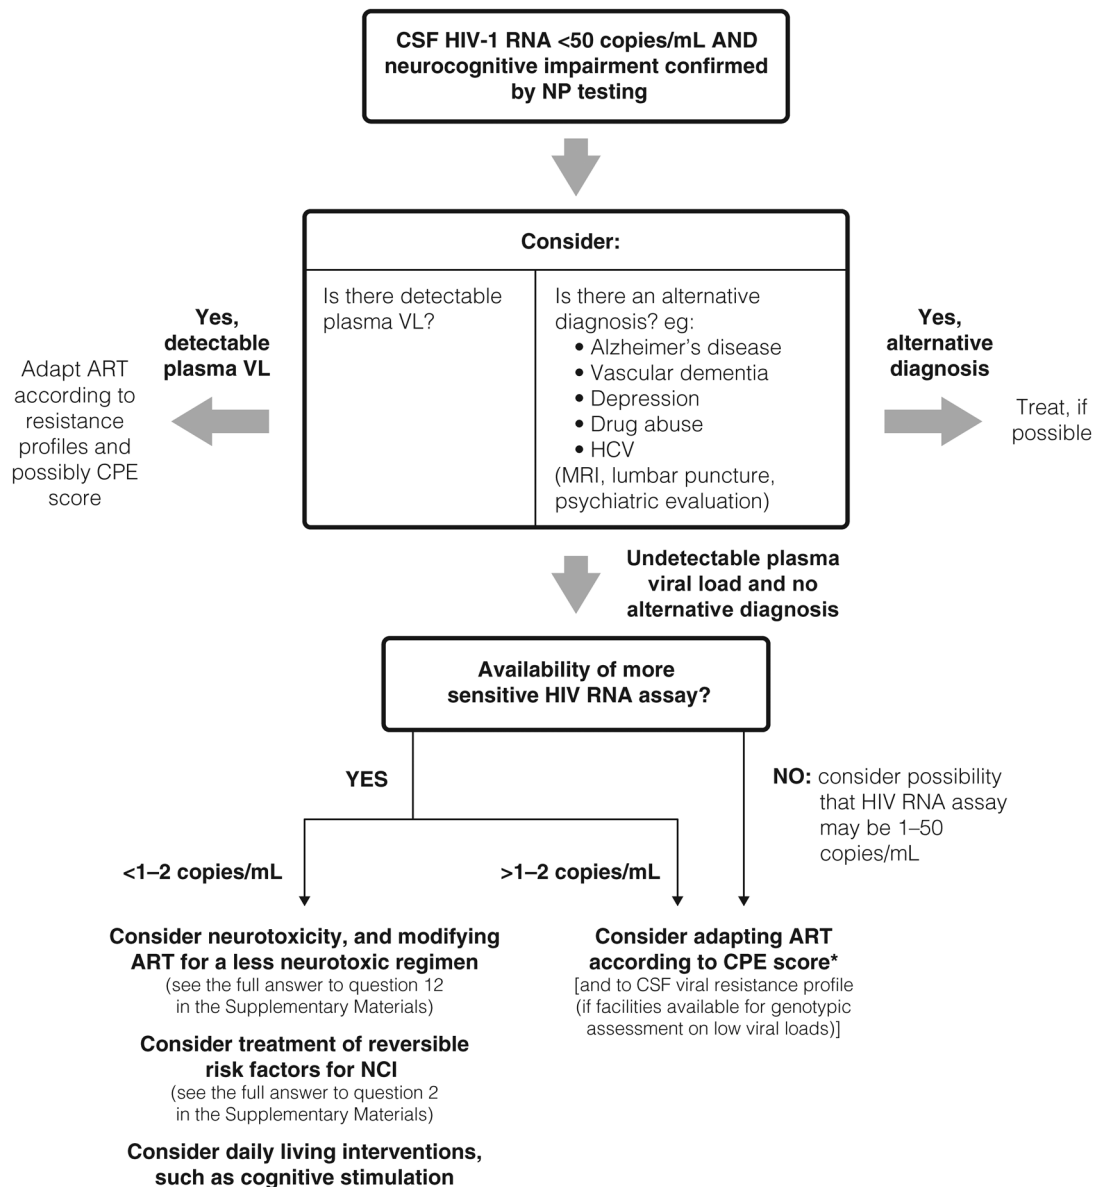 CSF HIV-1 RNA <50 copies/mL AND
neurocognitive impairment confirmed
by NP testing
Consider:
Is there detectable
plasma VL?
Is there an alternative
diagnosis? eg:
• Alzheimer's disease
• Vascular dementia
• Depression
• Drug abuse
• HCV
(MRI, lumbar puncture,
psychiatric evaluation)
Yes,
detectable
plasma VL
Adapt ART
according to
resistance
profiles and
possibly CPE
score
Yes,
alternative
diagnosis
Treat, if
possible
Undetectable plasma
viral load and no
alternative diagnosis
Availability of more
sensitive HIV RNA assay?
YES
NO: consider possibility
that HIV RNA assay
may be 1–50
copies/mL
<1–2 copies/mL
>1–2 copies/mL
Consider neurotoxicity, and modifying
ART for a less neurotoxic regimen
(see the full answer to question 12
in the Supplementary Materials)
Consider treatment of reversible
risk factors for NCI
(see the full answer to question 2
in the Supplementary Materials)
Consider daily living interventions,
such as cognitive stimulation
Consider adapting ART
according to CPE score*
[and to CSF viral resistance profile
(if facilities available for genotypic
assessment on low viral loads)]